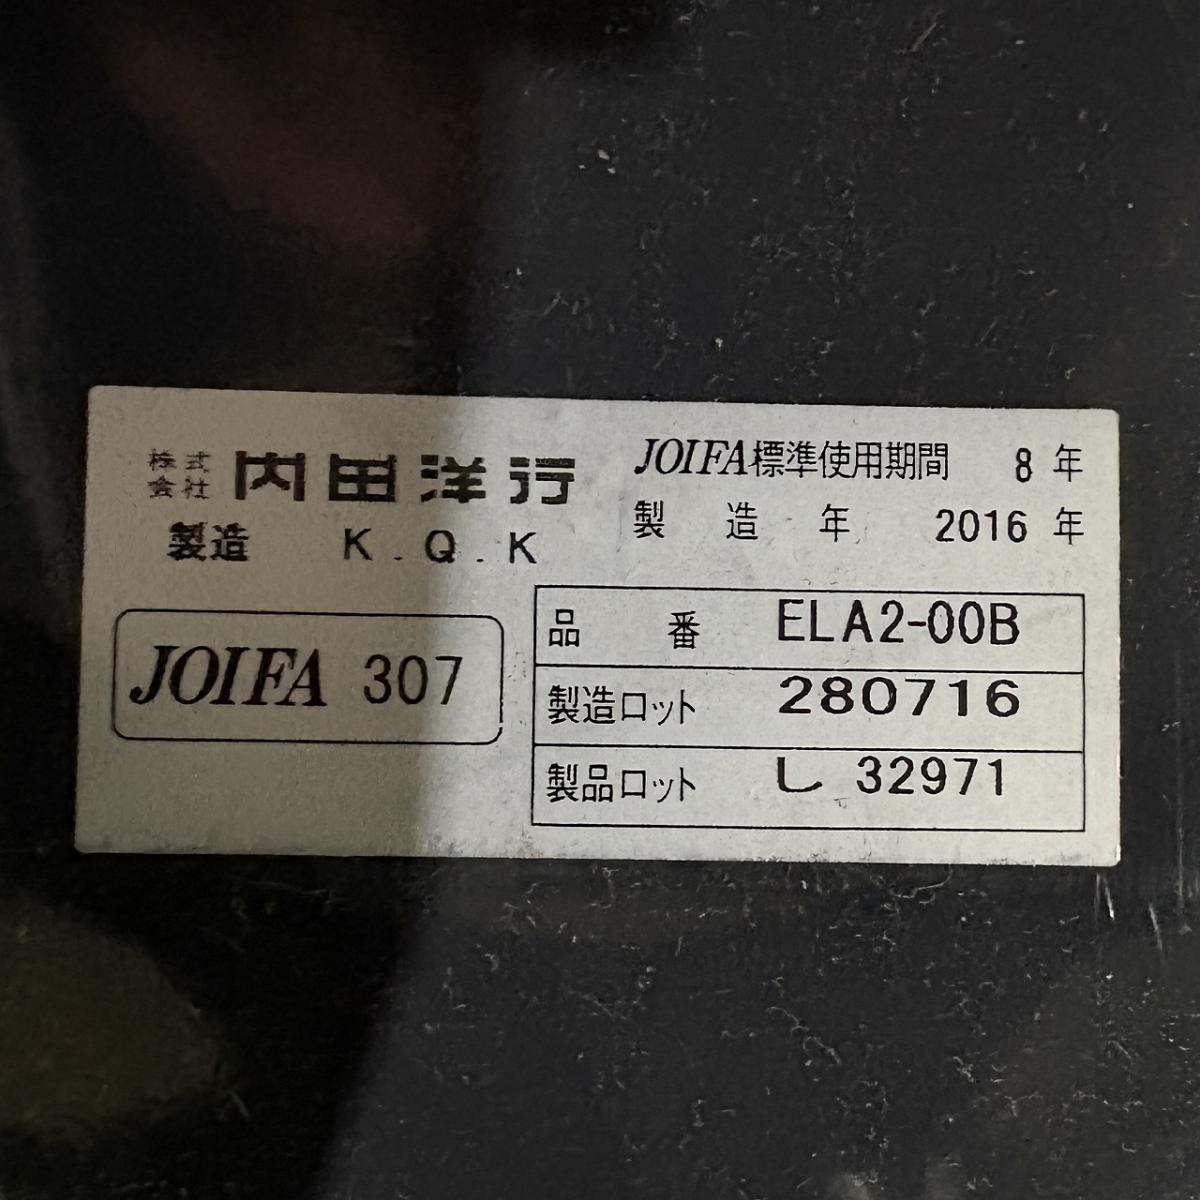 株式会社 内田洋行
製造 K.Q.K
JOIFA標準使用期間 8年
製造年 2016年
JOIFA 307
品番 ELA2-00B
製造ロット 280716
製品ロット し 32971